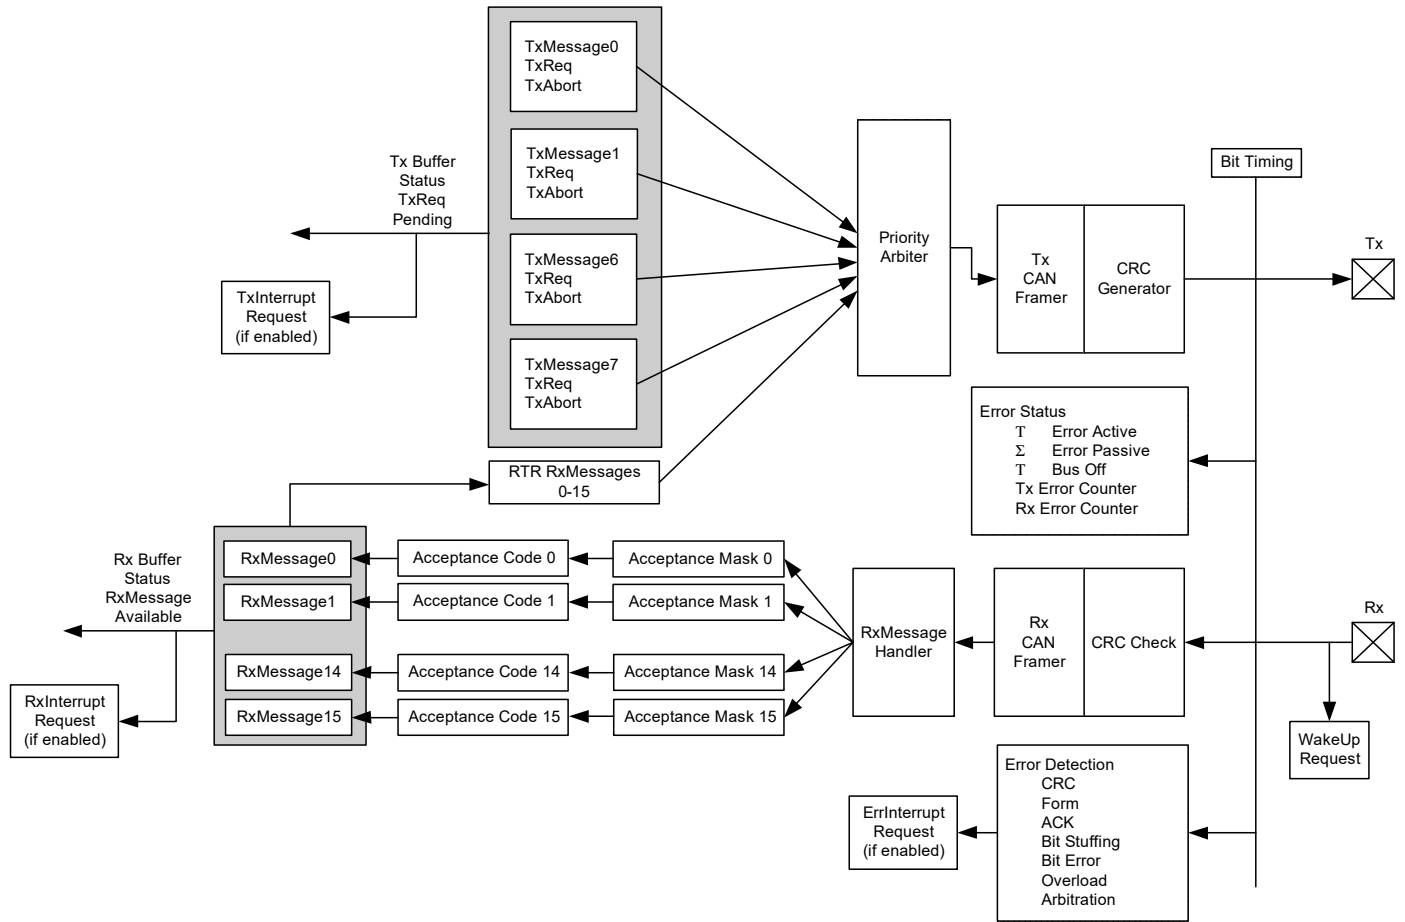 TxMessage0
TxReq
TxAbort
TxMessage1
TxReq
TxAbort
TxMessage6
TxReq
TxAbort
TxMessage7
TxReq
TxAbort
Tx Buffer
Status
TxReq
Pending
TxInterrupt
Request
(if enabled)
Priority
Arbiter
Tx
CAN
Framer
CRC
Generator
Bit Timing
Tx
Error Status
Τ Error Active
Σ Error Passive
Τ Bus Off
Tx Error Counter
Rx Error Counter
RTR RxMessages
0-15
Rx Buffer
Status
RxMessage
Available
RxInterrupt
Request
(if enabled)
RxMessage0
Acceptance Code 0
Acceptance Mask 0
RxMessage1
Acceptance Code 1
Acceptance Mask 1
RxMessage14
Acceptance Code 14
Acceptance Mask 14
RxMessage15
Acceptance Code 15
Acceptance Mask 15
RxMessage
Handler
Rx
CAN
Framer
CRC Check
Rx
WakeUp
Request
Error Detection
CRC
Form
ACK
Bit Stuffing
Bit Error
Overload
Arbitration
ErrInterrupt
Request
(if enabled)